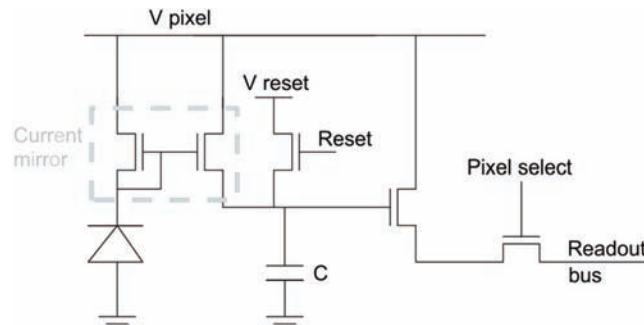 V pixel
V reset
Current
mirror
Reset
Pixel select
Readout
bus
C